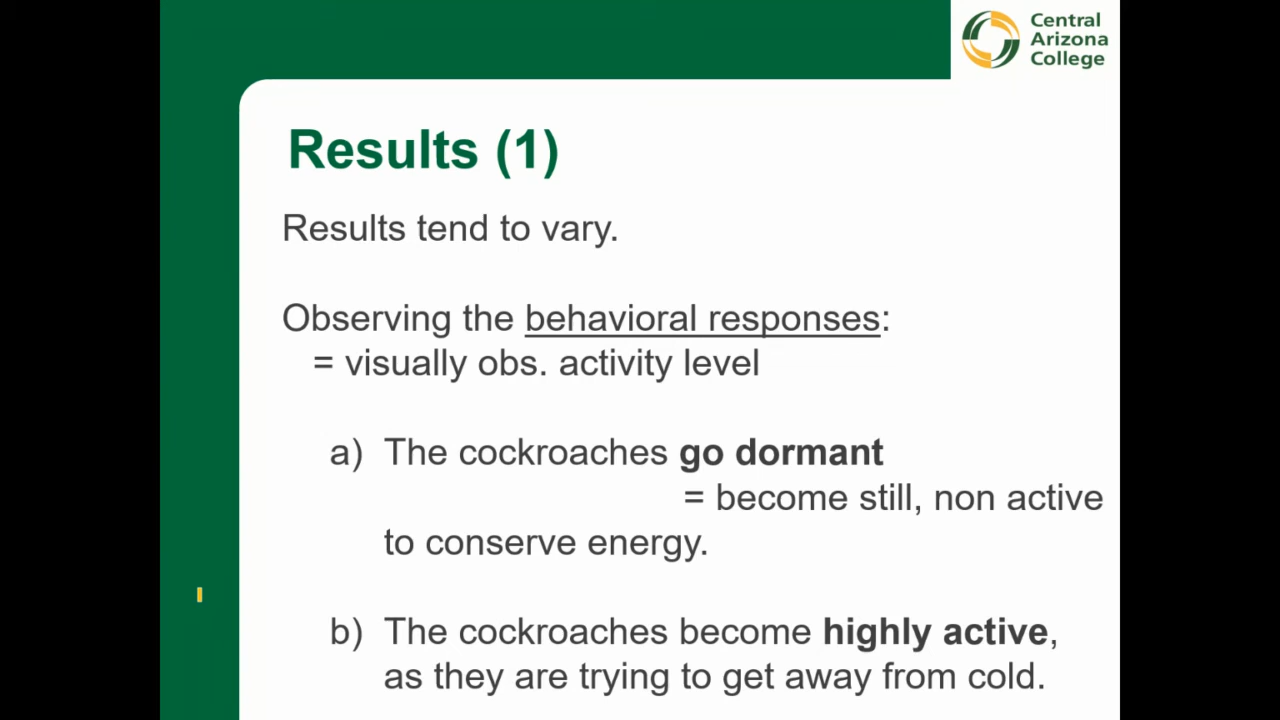 Central
Arizona
College
Results (1)
Results tend to vary.
Observing the behavioral responses:
= visually obs. activity level
a) The cockroaches go dormant
= become still, non active
to conserve energy.
b) The cockroaches become highly active,
as they are trying to get away from cold.